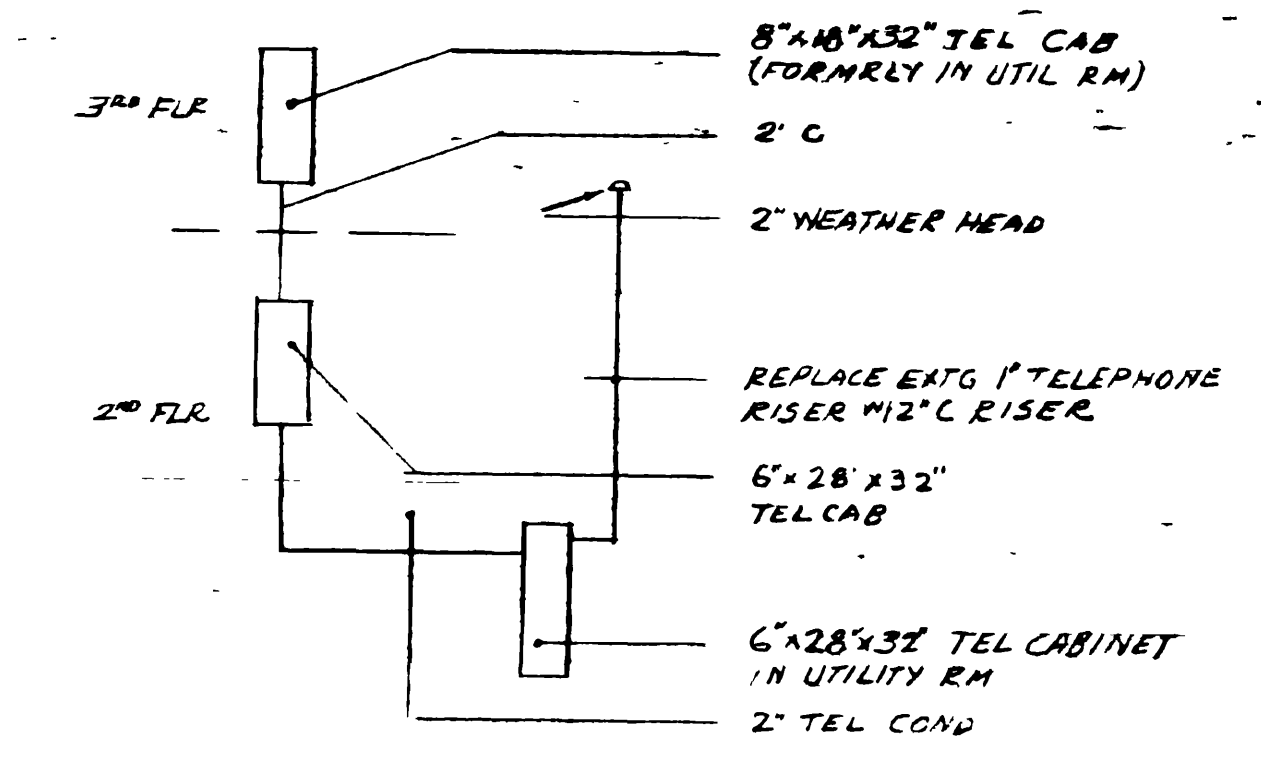 8"x18"x32" TEL CAB
(FORMRLY IN UTIL RM)
3RD FLR
2' C
2" WEATHER HEAD
REPLACE EXTG 1" TELEPHONE
RISER W/2" C RISER
2ND FLR
6"x28'x32"
TEL CAB
6"x28"x32" TEL CABINET
IN UTILITY RM
2" TEL COND